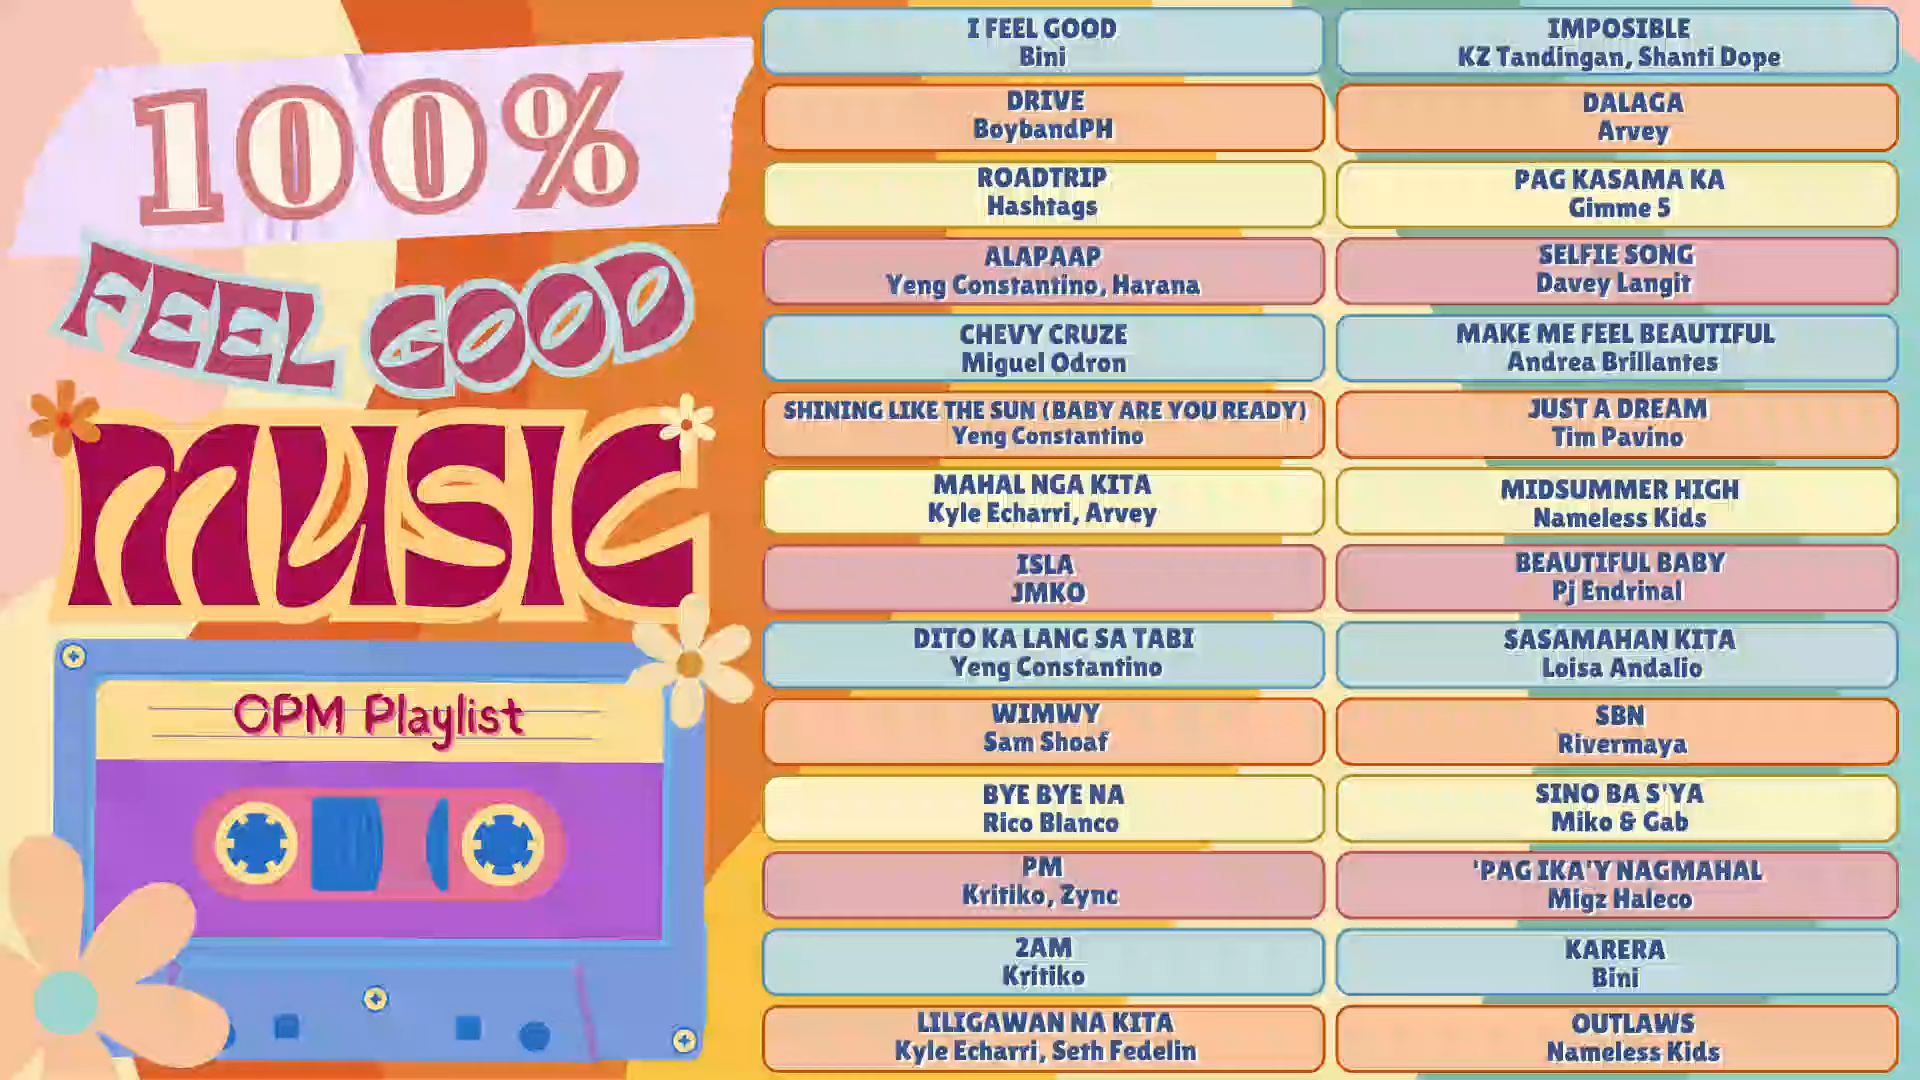 100%
FEEL GOOD
MUSIC
OPM Playlist
I FEEL GOOD
Bini
DRIVE
BoybandPH
ROADTRIP
Hashtags
ALAPAAP
Yeng Constantino, Harana
CHEVY CRUZE
Miguel Odron
SHINING LIKE THE SUN (BABY ARE YOU READY)
Yeng Constantino
MAHAL NGA KITA
Kyle Echarri, Arvey
ISLA
JMKO
DITO KA LANG SA TABI
Yeng Constantino
WIMWY
Sam Shoaf
BYE BYE NA
Rico Blanco
PM
Kritiko, Zync
2AM
Kritiko
LILIGAWAN NA KITA
Kyle Echarri, Seth Fedelin
IMPOSIBLE
KZ Tandingan, Shanti Dope
DALAGA
Arvey
PAG KASAMA KA
Gimme 5
SELFIE SONG
Davey Langit
MAKE ME FEEL BEAUTIFUL
Andrea Brillantes
JUST A DREAM
Tim Pavino
MIDSUMMER HIGH
Nameless Kids
BEAUTIFUL BABY
Pj Endrinal
SASAMAHAN KITA
Loisa Andalio
SBN
Rivermaya
SINO BA S'YA
Miko & Gab
'PAG IKA'Y NAGMAHAL
Migz Haleco
KARERA
Bini
OUTLAWS
Nameless Kids